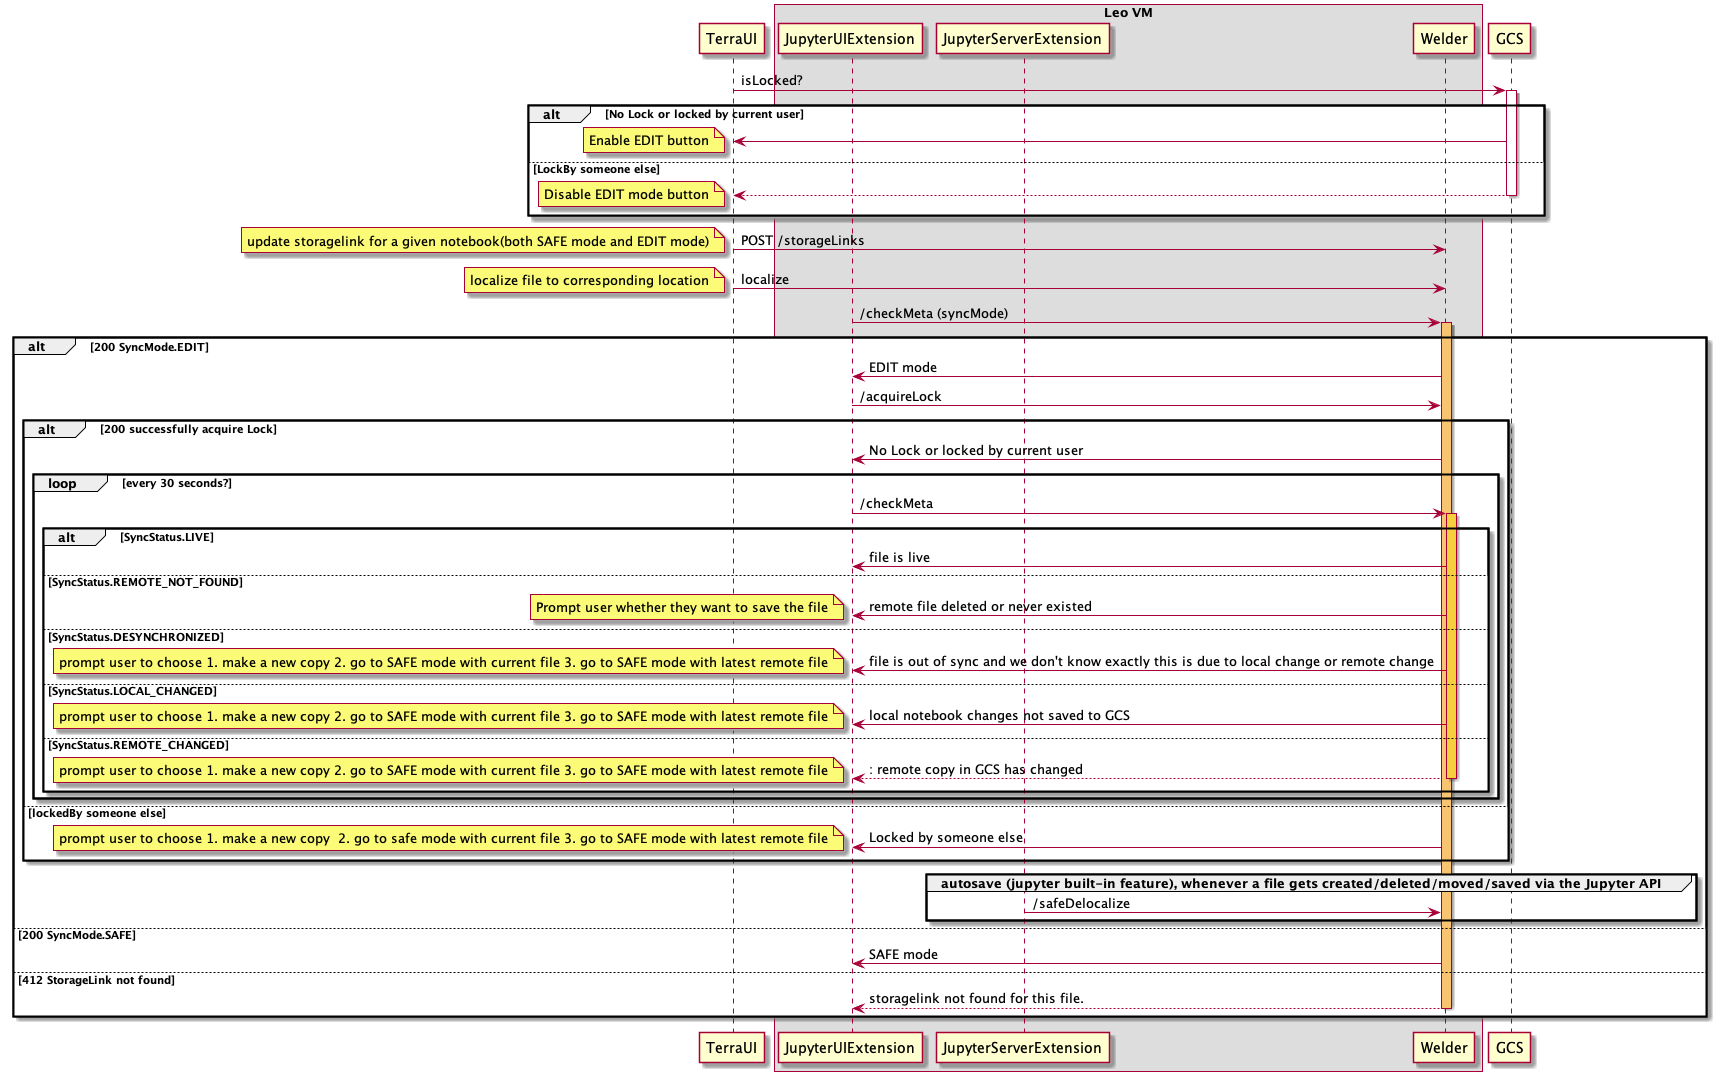 Leo VM
TerraUI
JupyterUIExtension
JupyterServerExtension
Welder
GCS
isLocked?
alt
[No Lock or locked by current user]
Enable EDIT button
[LockBy someone else]
Disable EDIT mode button
update storagelink for a given notebook(both SAFE mode and EDIT mode)
POST /storageLinks
localize file to corresponding location
localize
/checkMeta (syncMode)
alt
[200 SyncMode.EDIT]
EDIT mode
/acquireLock
alt
[200 successfully acquire Lock]
No Lock or locked by current user
loop
[every 30 seconds?]
/checkMeta
alt
[SyncStatus.LIVE]
file is live
[SyncStatus.REMOTE_NOT_FOUND]
Prompt user whether they want to save the file
remote file deleted or never existed
[SyncStatus.DESYNCHRONIZED]
prompt user to choose 1. make a new copy 2. go to SAFE mode with current file 3. go to SAFE mode with latest remote file
file is out of sync and we don't know exactly this is due to local change or remote change
[SyncStatus.LOCAL_CHANGED]
prompt user to choose 1. make a new copy 2. go to SAFE mode with current file 3. go to SAFE mode with latest remote file
local notebook changes not saved to GCS
[SyncStatus.REMOTE_CHANGED]
prompt user to choose 1. make a new copy 2. go to SAFE mode with current file 3. go to SAFE mode with latest remote file
: remote copy in GCS has changed
[lockedBy someone else]
prompt user to choose 1. make a new copy  2. go to safe mode with current file 3. go to SAFE mode with latest remote file
Locked by someone else
autosave (jupyter built-in feature), whenever a file gets created/deleted/moved/saved via the Jupyter API
/safeDelocalize
[200 SyncMode.SAFE]
SAFE mode
[412 StorageLink not found]
storagelink not found for this file.
TerraUI
JupyterUIExtension
JupyterServerExtension
Welder
GCS